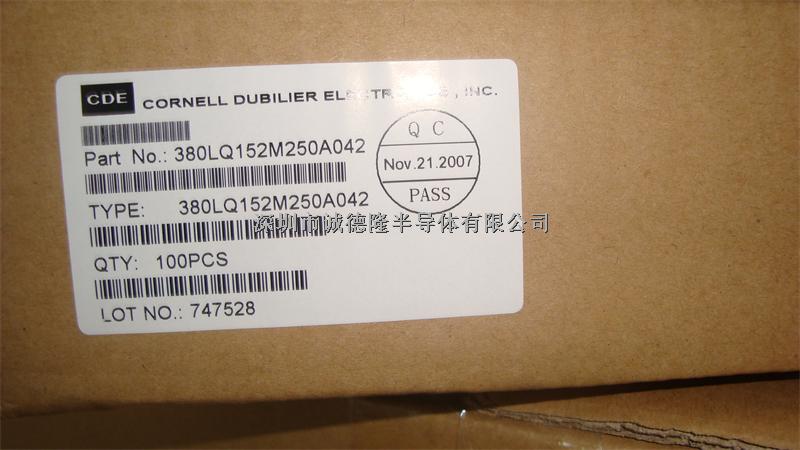 CDE CORNELL DUBILIER ELECTRONICS, INC.
Part No.: 380LQ152M250A042
TYPE: 380LQ152M250A042
QTY: 100PCS
LOT NO.: 747528
Q C
Nov.21.2007
PASS
深圳市诚德隆半导体有限公司